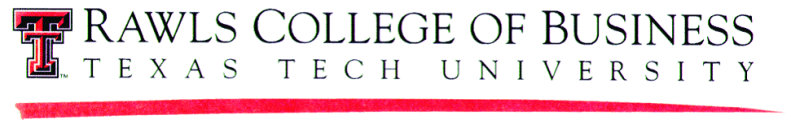 RAWLS COLLEGE OF BUSINESS
TEXAS TECH UNIVERSITY